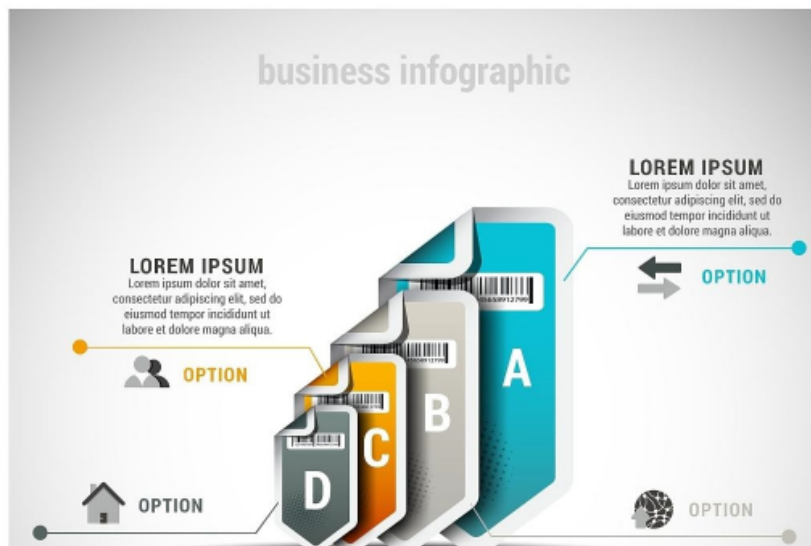 business infographic
LOREM IPSUM
Lorem ipsum dolor sit amet,
consectetur adipiscing elit, sed do
eiusmod tempor incididunt ut
labore et dolore magna aliqua.
OPTION
LOREM IPSUM
Lorem ipsum dolor sit amet,
consectetur adipiscing elit, sed do
eiusmod tempor incididunt ut
labore et dolore magna aliqua.
OPTION
A
B
C
D
OPTION
OPTION